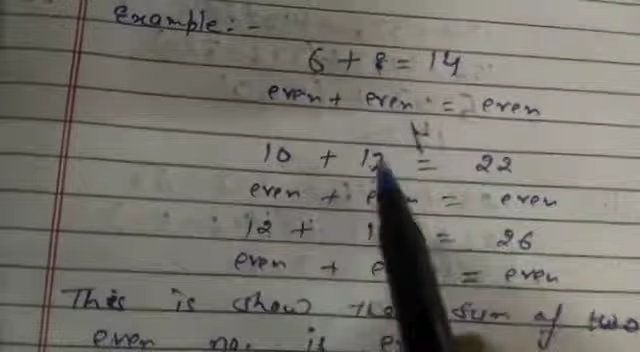 Example:-
6 + 8 = 14
even + even = even
10 + 12 = 22
even + = even
12 + = 26
even + = even
This is show sum of two
even no. is